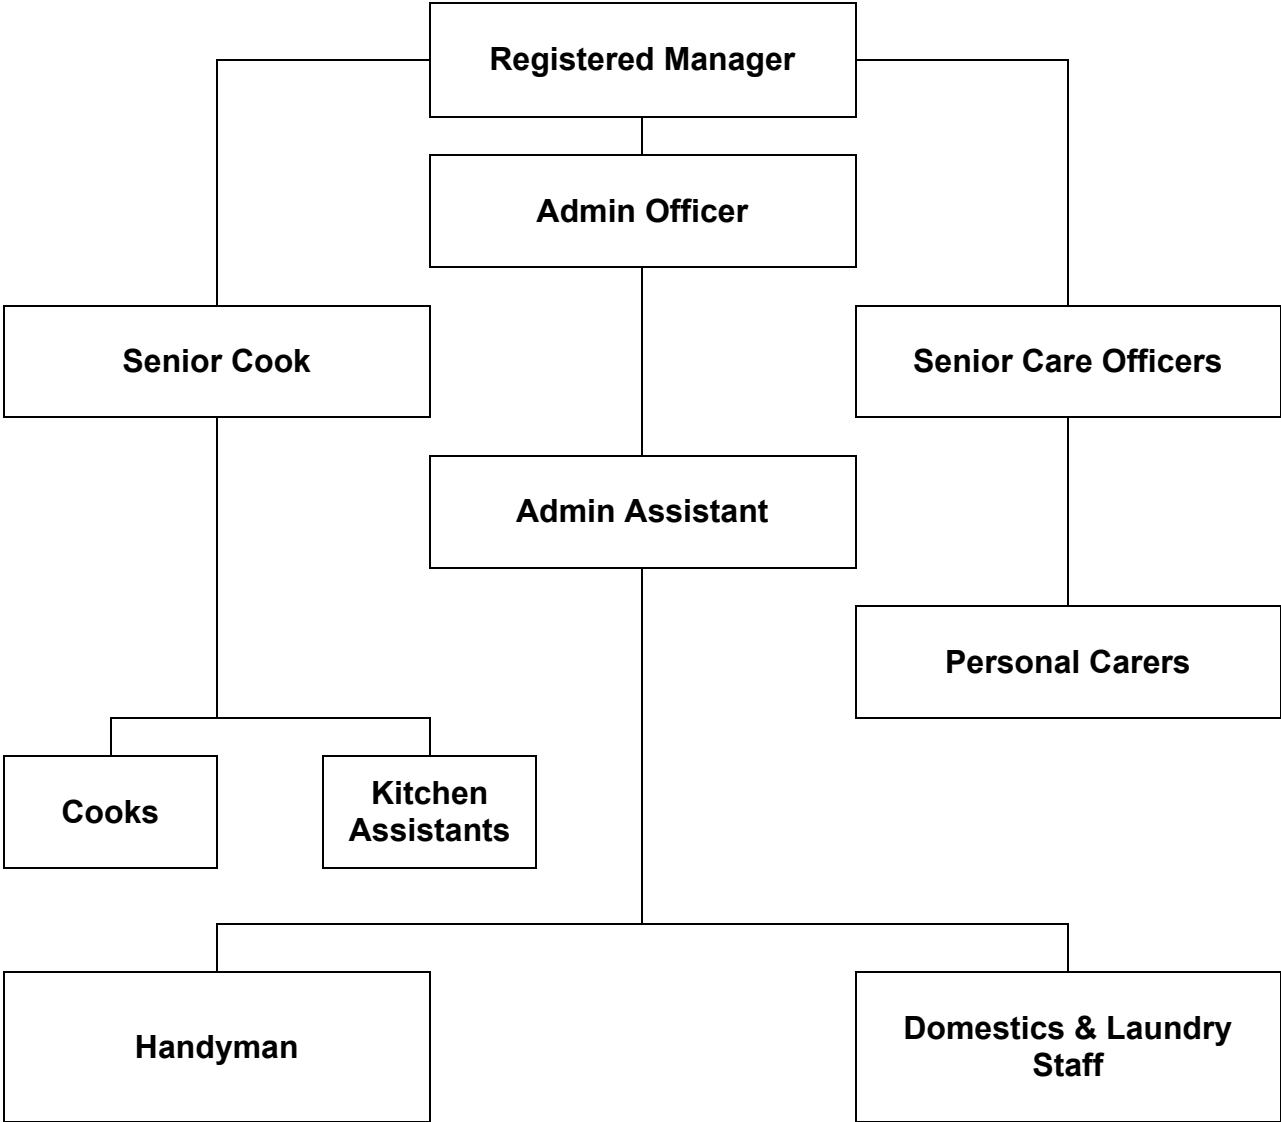 Registered Manager
Admin Officer
Senior Cook
Senior Care Officers
Admin Assistant
Personal Carers
Cooks
Kitchen
Assistants
Handyman
Domestics & Laundry
Staff